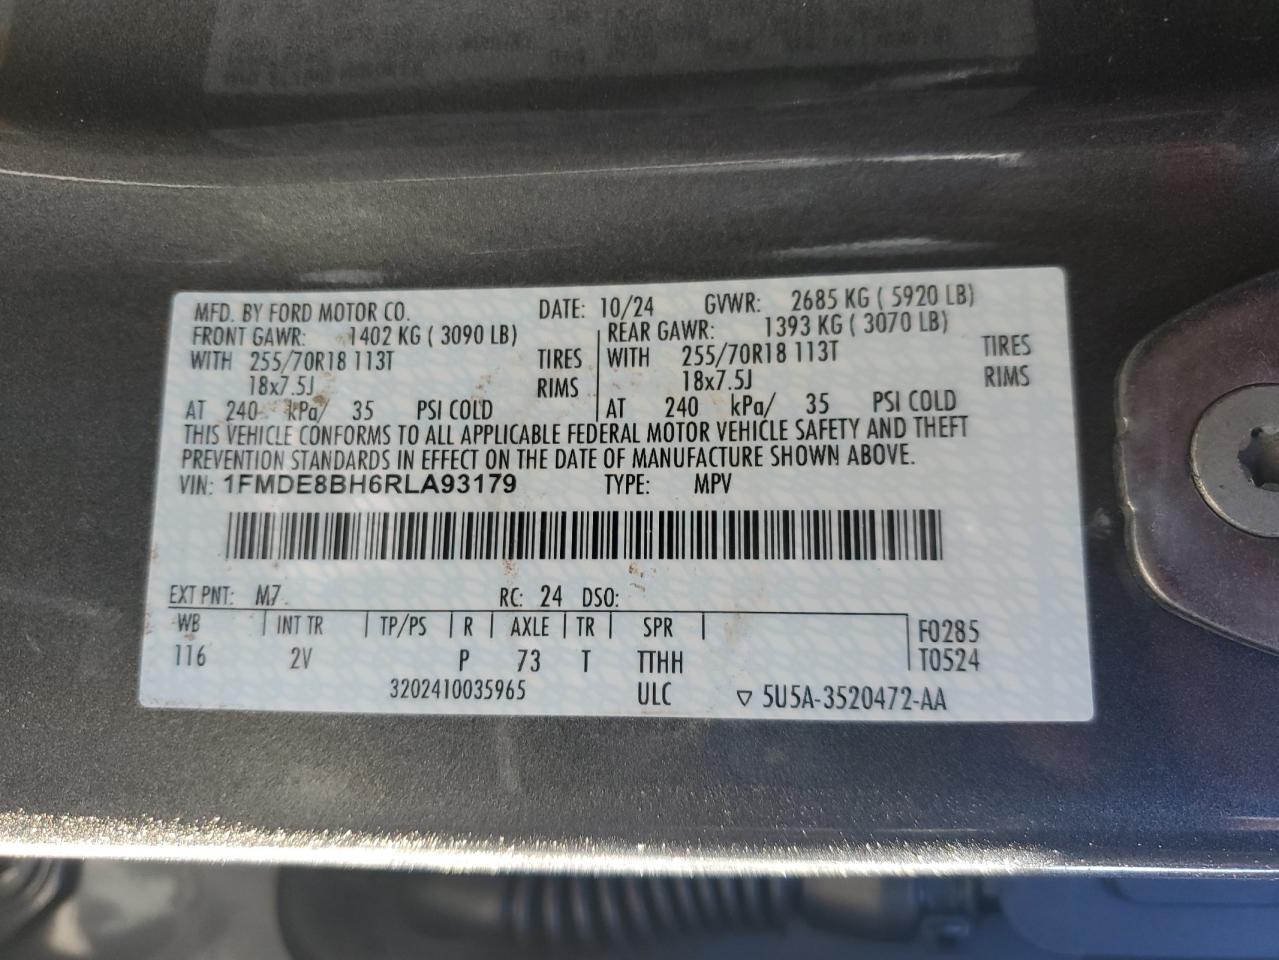 MFD. BY FORD MOTOR CO. DATE: 10/24 GVWR: 2685 KG ( 5920 LB)
FRONT GAWR: 1402 KG ( 3090 LB) REAR GAWR: 1393 KG ( 3070 LB)
WITH 255/70R18 113T TIRES WITH 255/70R18 113T TIRES
18x7.5J RIMS 18x7.5J RIMS
AT 240 kPa/ 35 PSI COLD AT 240 kPa/ 35 PSI COLD
THIS VEHICLE CONFORMS TO ALL APPLICABLE FEDERAL MOTOR VEHICLE SAFETY AND THEFT
PREVENTION STANDARDS IN EFFECT ON THE DATE OF MANUFACTURE SHOWN ABOVE.
VIN: 1FMDE8BH6RLA93179 TYPE: MPV
EXT PNT: M7 RC: 24 DSO:
WB INT TR TP/PS R AXLE TR SPR F0285
116 2V P 73 T TTHH T0524
3202410035965 ULC ▽ 5U5A-3520472-AA